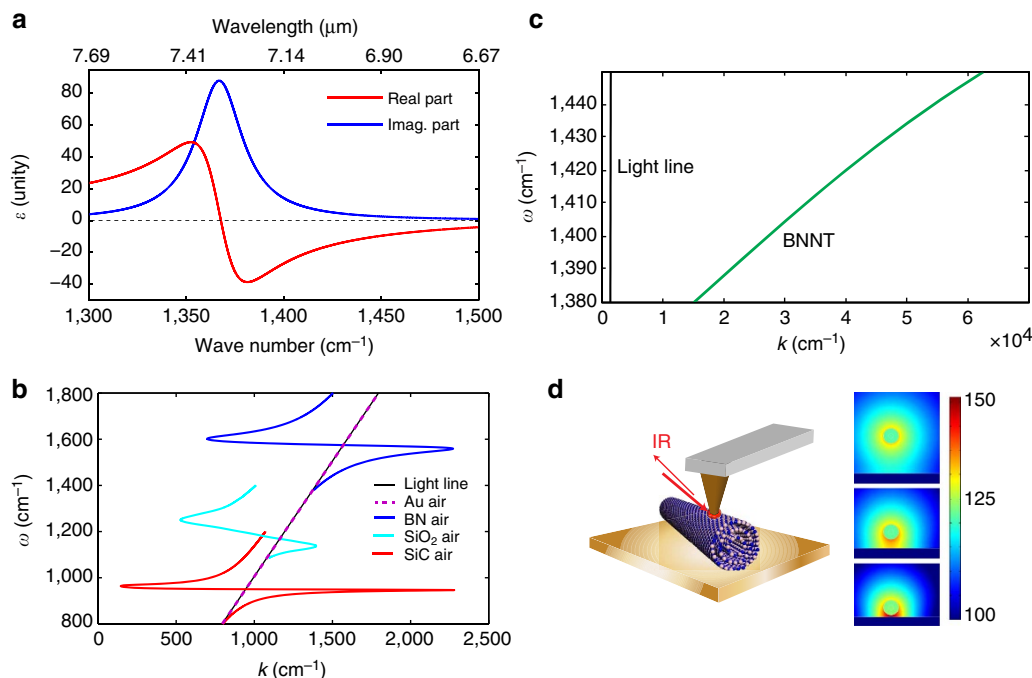 a
Wavelength (μm)
7.69 7.41 7.14 6.90 6.67
80
60
40
20
0
−20
−40
ε (unity)
Real part
Imag. part
1,300 1,350 1,400 1,450 1,500
Wave number (cm⁻¹)
b
1,800
1,600
1,400
1,200
1,000
800
ω (cm⁻¹)
Light line
Au air
BN air
SiO₂ air
SiC air
0 500 1,000 1,500 2,000 2,500
k (cm⁻¹)
c
1,440
1,430
1,420
1,410
1,400
1,390
1,380
ω (cm⁻¹)
Light line
BNNT
0 1 2 3 4 5 6
k (cm⁻¹)
×10⁴
d
IR
150
125
100